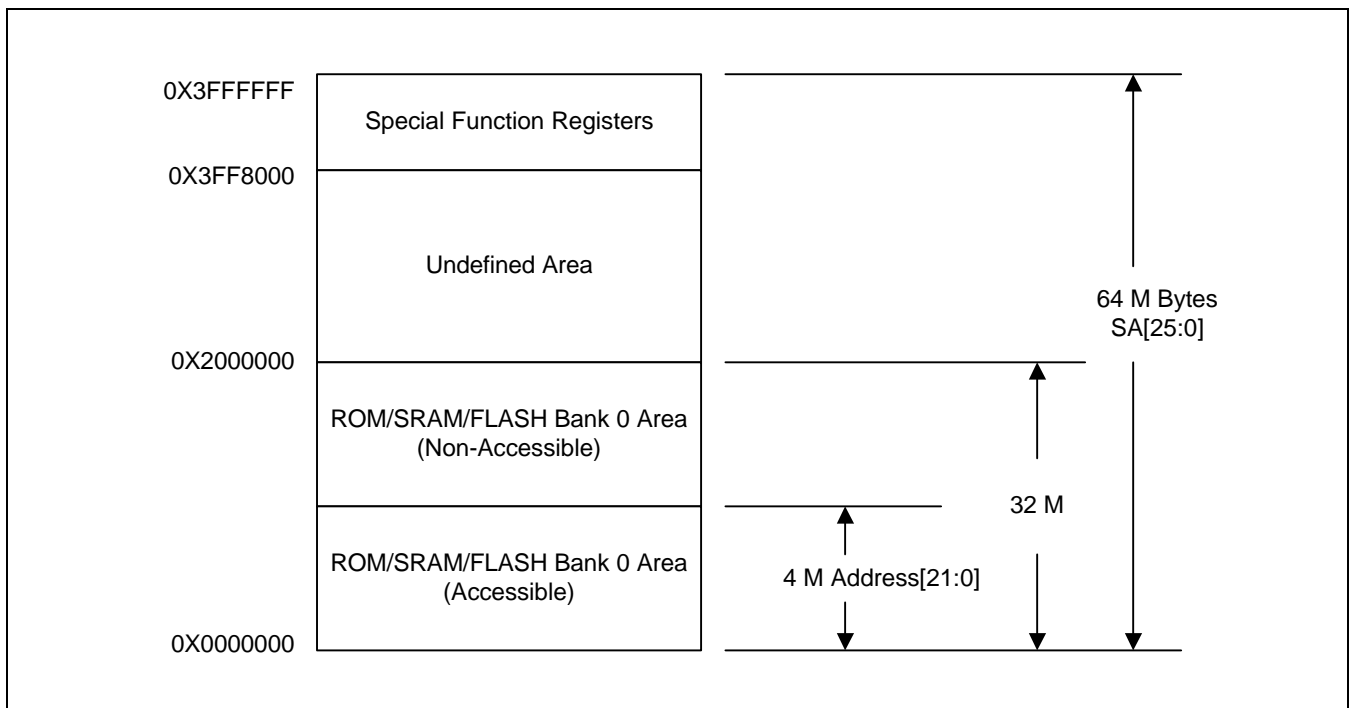 0X3FFFFFF
Special Function Registers
0X3FF8000
Undefined Area
64 M Bytes
SA[25:0]
0X2000000
ROM/SRAM/FLASH Bank 0 Area
(Non-Accessible)
32 M
ROM/SRAM/FLASH Bank 0 Area
(Accessible)
4 M Address[21:0]
0X0000000